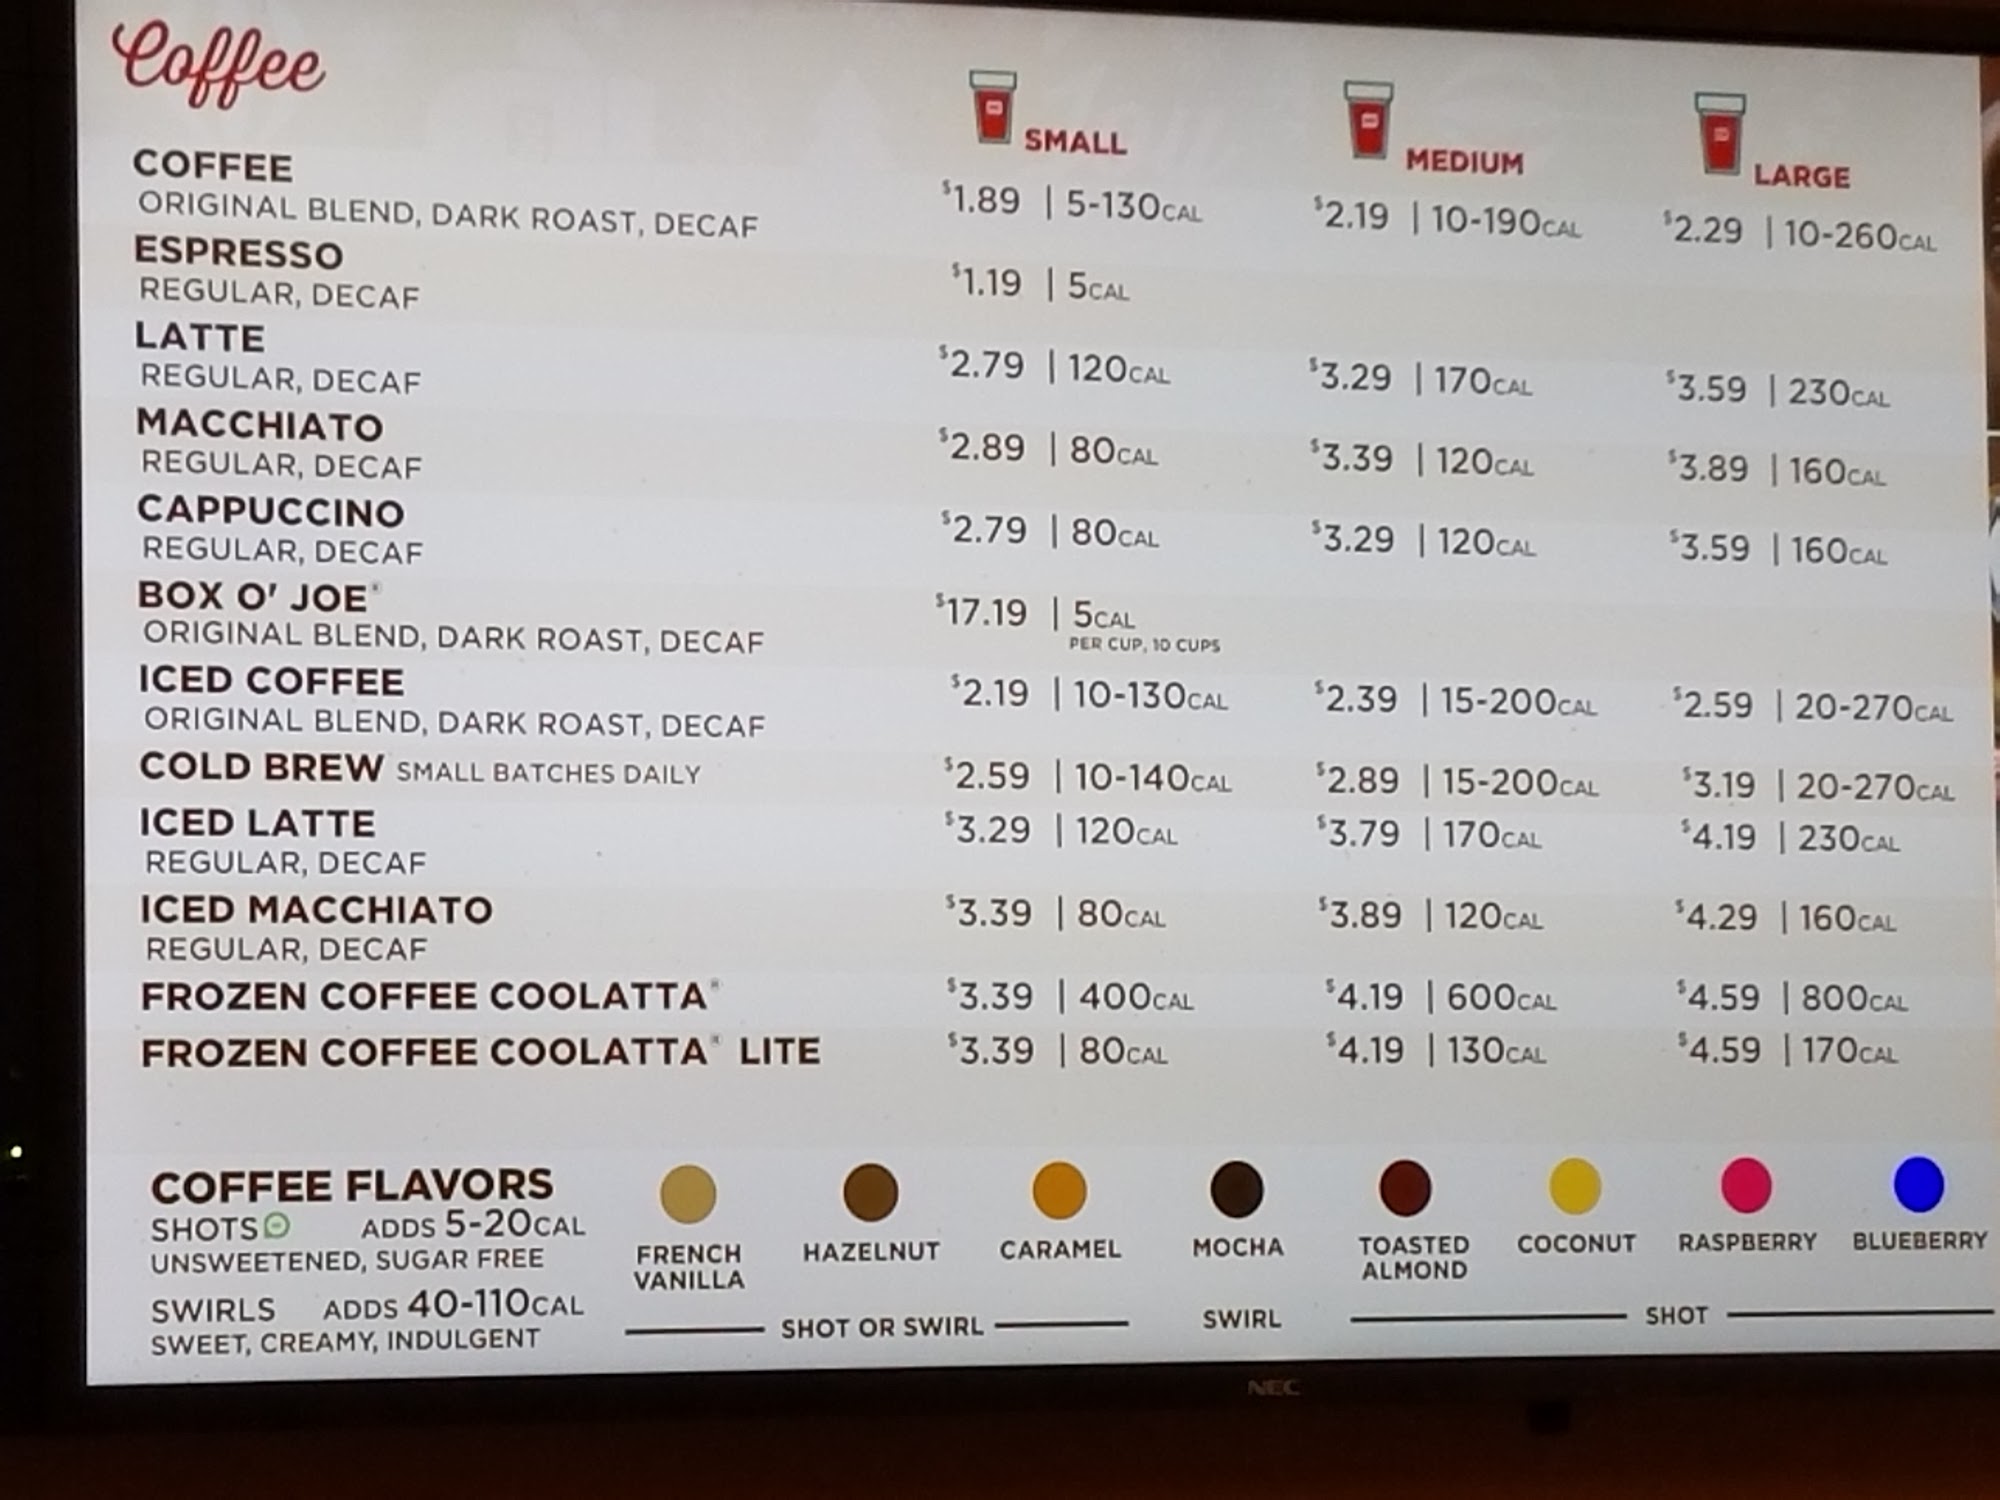 Coffee
SMALL MEDIUM LARGE
COFFEE
ORIGINAL BLEND, DARK ROAST, DECAF $1.89 | 5-130CAL $2.19 | 10-190CAL $2.29 | 10-260CAL
ESPRESSO
REGULAR, DECAF $1.19 | 5CAL
LATTE
REGULAR, DECAF $2.79 | 120CAL $3.29 | 170CAL $3.59 | 230CAL
MACCHIATO
REGULAR, DECAF $2.89 | 80CAL $3.39 | 120CAL $3.89 | 160CAL
CAPPUCCINO
REGULAR, DECAF $2.79 | 80CAL $3.29 | 120CAL $3.59 | 160CAL
BOX O' JOE® $17.19 | 5CAL
ORIGINAL BLEND, DARK ROAST, DECAF PER CUP, 10 CUPS
ICED COFFEE $2.19 | 10-130CAL $2.39 | 15-200CAL $2.59 | 20-270CAL
ORIGINAL BLEND, DARK ROAST, DECAF
COLD BREW SMALL BATCHES DAILY $2.59 | 10-140CAL $2.89 | 15-200CAL $3.19 | 20-270CAL
ICED LATTE $3.29 | 120CAL $3.79 | 170CAL $4.19 | 230CAL
REGULAR, DECAF
ICED MACCHIATO $3.39 | 80CAL $3.89 | 120CAL $4.29 | 160CAL
REGULAR, DECAF
FROZEN COFFEE COOLATTA® $3.39 | 400CAL $4.19 | 600CAL $4.59 | 800CAL
FROZEN COFFEE COOLATTA® LITE $3.39 | 80CAL $4.19 | 130CAL $4.59 | 170CAL
COFFEE FLAVORS
SHOTS ADDS 5-20CAL
UNSWEETENED, SUGAR FREE
SWIRLS ADDS 40-110CAL
SWEET, CREAMY, INDULGENT
FRENCH HAZELNUT CARAMEL MOCHA TOASTED COCONUT RASPBERRY BLUEBERRY
VANILLA ALMOND
SHOT OR SWIRL SWIRL SHOT
NEC